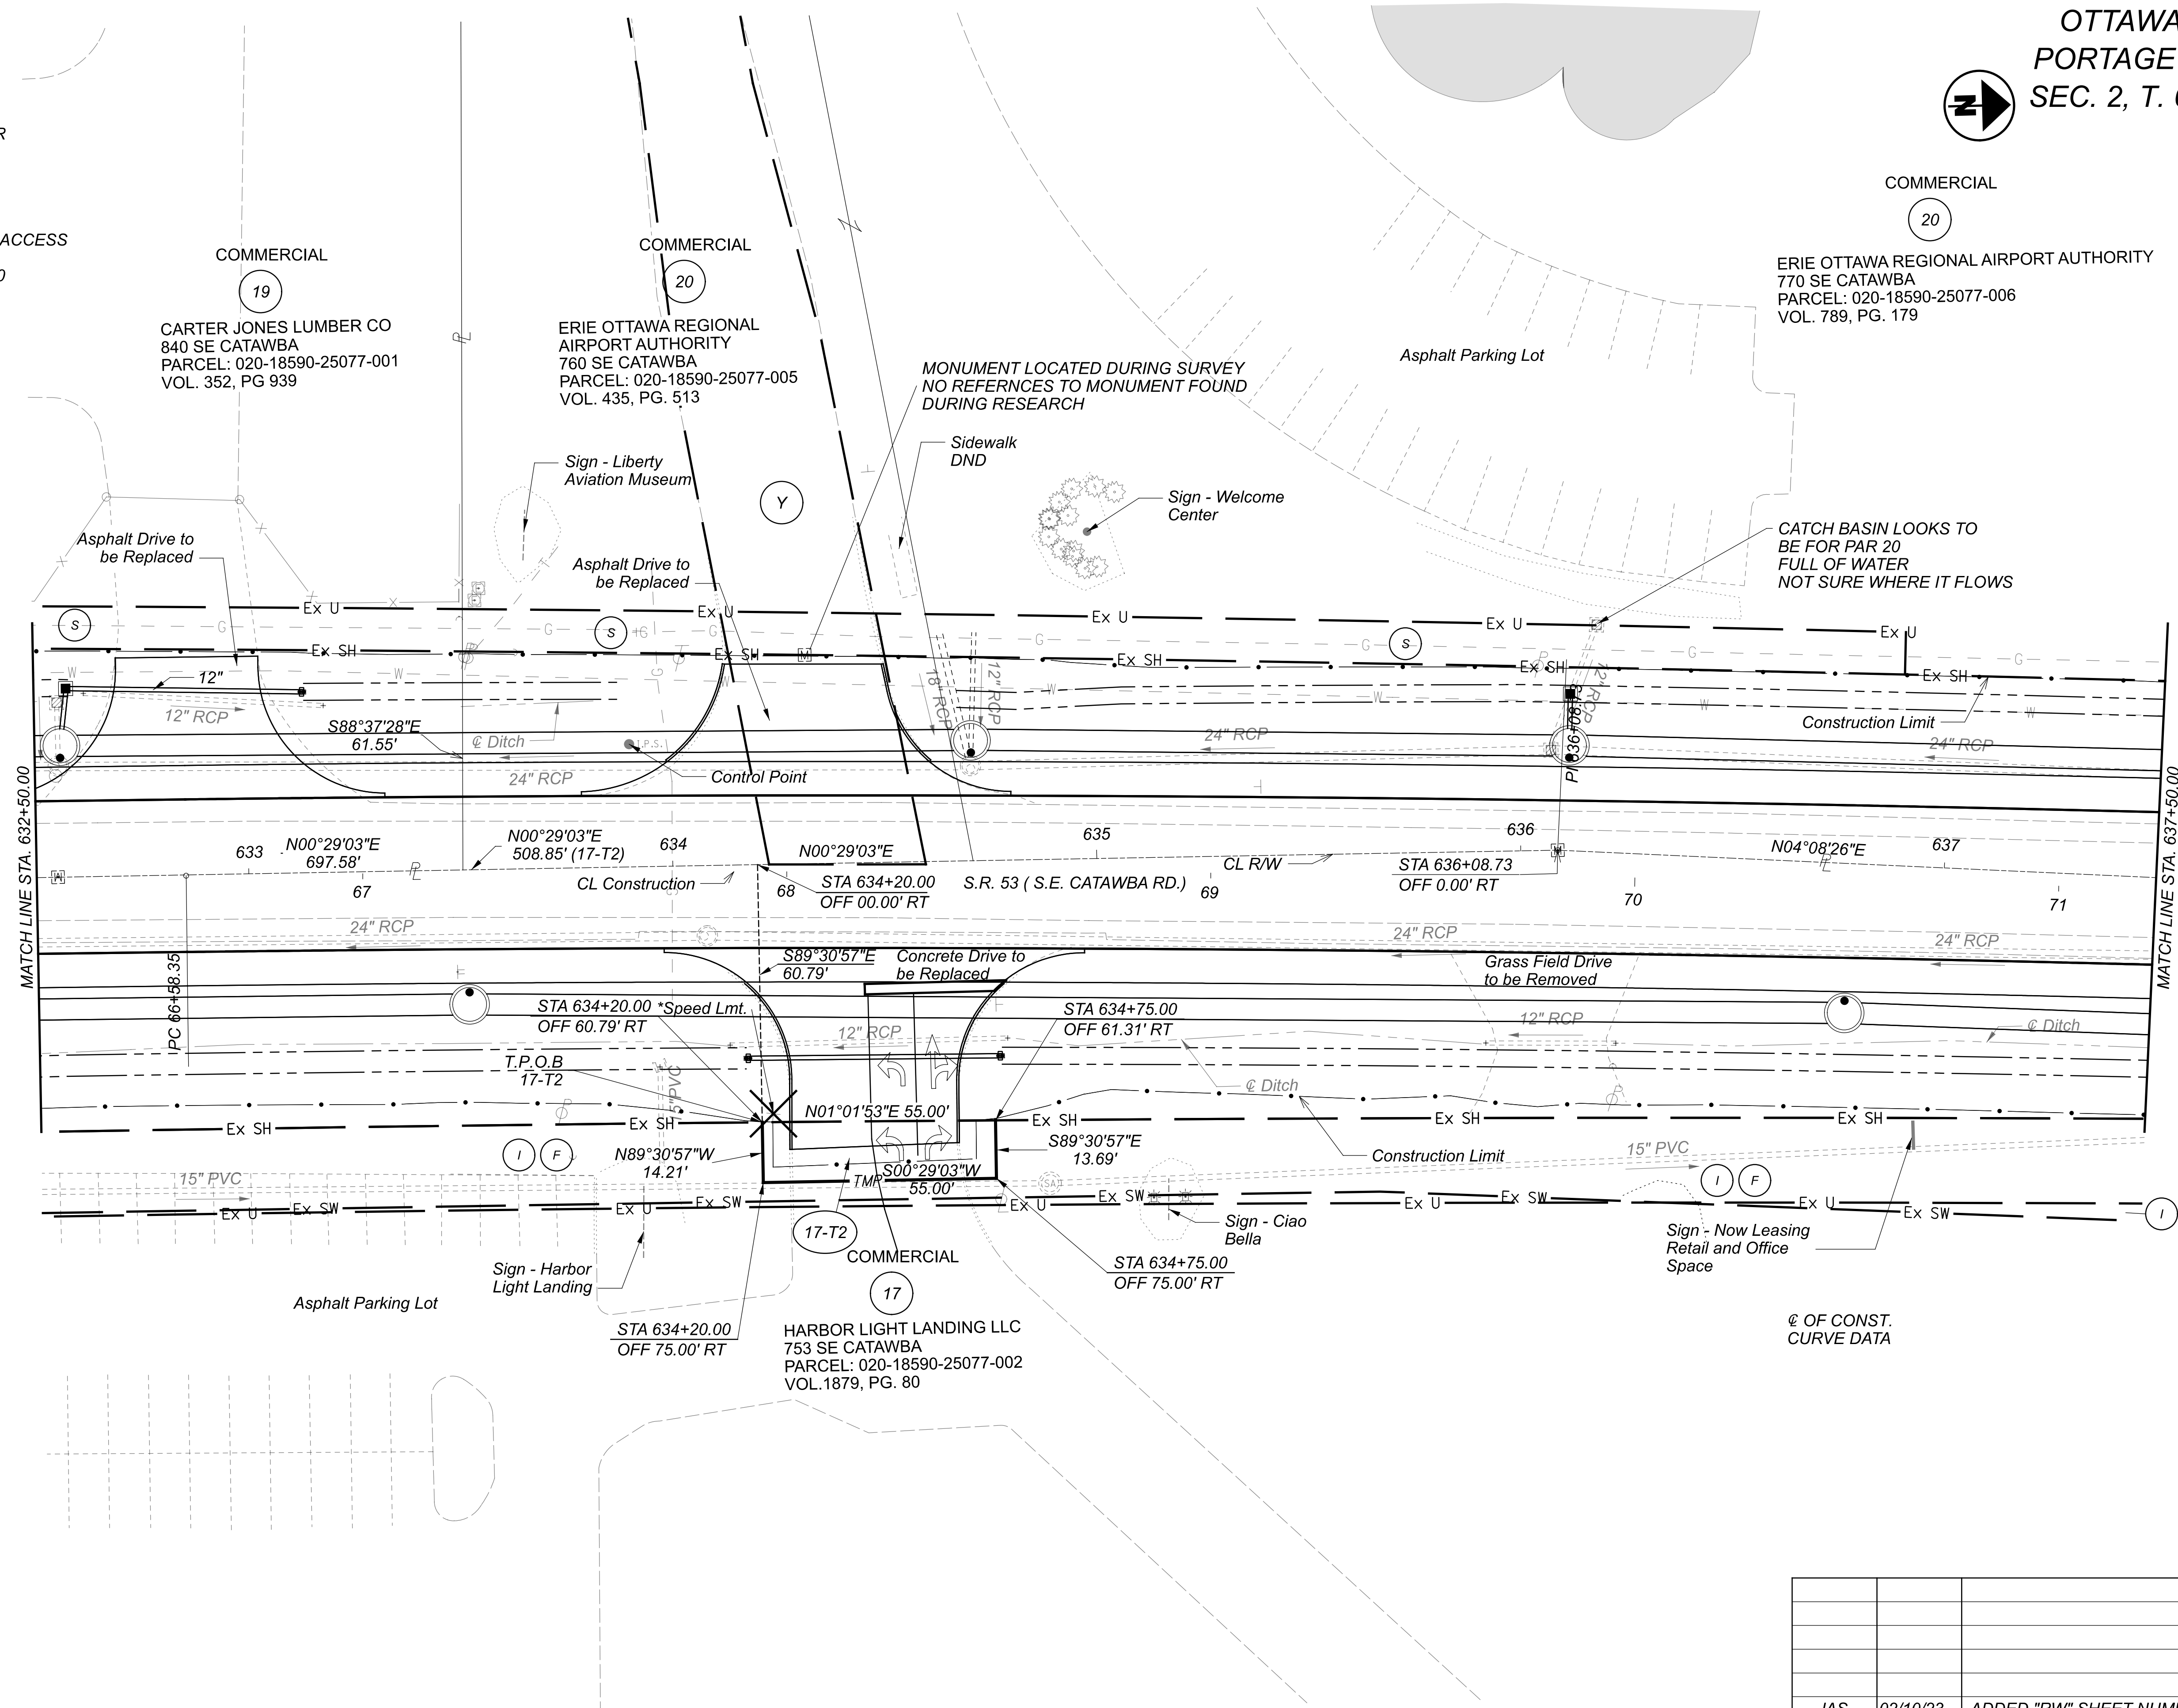 OTTAWA
PORTAGE
SEC. 2, T.
N
R
ACCESS
0
COMMERCIAL
19
CARTER JONES LUMBER CO
840 SE CATAWBA
PARCEL: 020-18590-25077-001
VOL. 352, PG 939
COMMERCIAL
20
ERIE OTTAWA REGIONAL
AIRPORT AUTHORITY
760 SE CATAWBA
PARCEL: 020-18590-25077-005
VOL. 435, PG. 513
COMMERCIAL
20
ERIE OTTAWA REGIONAL AIRPORT AUTHORITY
770 SE CATAWBA
PARCEL: 020-18590-25077-006
VOL. 789, PG. 179
MONUMENT LOCATED DURING SURVEY
NO REFERNCES TO MONUMENT FOUND
DURING RESEARCH
Asphalt Parking Lot
Sidewalk
DND
Sign - Liberty
Aviation Museum
Y
Sign - Welcome
Center
Asphalt Drive to
be Replaced
Asphalt Drive to
be Replaced
CATCH BASIN LOOKS TO
BE FOR PAR 20
FULL OF WATER
NOT SURE WHERE IT FLOWS
Ex U
Ex U
Ex U
Ex U
Ex U
S
S
S
G
G
G
G
G
G
G
G
Ex SH
Ex SH
M
Ex SH
Ex SH
Ex SH
W
W
W
W
W
W
W
W
12"
12" RCP
18" RCP
12" RCP
12" RCP
PI 636+08.73
S88°37'28"E
61.55'
℄ Ditch
I.P.S.
24" RCP
Control Point
24" RCP
Construction Limit
24" RCP
MATCH LINE STA. 632+50.00
MATCH LINE STA. 637+50.00
633
N00°29'03"E
697.58'
N00°29'03"E
508.85' (17-T2)
634
N00°29'03"E
635
636
N04°08'26"E
637
CL R/W
STA 636+08.73
OFF 0.00' RT
67
CL Construction
68
STA 634+20.00
OFF 00.00' RT
S.R. 53 ( S.E. CATAWBA RD.)
69
70
71
24" RCP
24" RCP
24" RCP
PC 66+58.35
S89°30'57"E
60.79'
Concrete Drive to
be Replaced
Grass Field Drive
to be Removed
STA 634+20.00
OFF 60.79' RT
*Speed Lmt.
STA 634+75.00
OFF 61.31' RT
12" RCP
12" RCP
℄ Ditch
T.P.O.B
17-T2
15" PVC
℄ Ditch
N01°01'53"E 55.00'
Ex SH
Ex SH
Ex SH
Ex SH
Ex SH
I
F
N89°30'57"W
14.21'
S89°30'57"E
13.69'
Construction Limit
15" PVC
15" PVC
S00°29'03"W
55.00'
TMP
SA
I
F
Ex U
Ex SW
Ex U
Ex SW
Ex U
Ex SW
Ex U
Ex SW
Ex U
Ex SW
I
17-T2
Sign - Ciao
Bella
Sign - Now Leasing
Retail and Office
Space
Sign - Harbor
Light Landing
COMMERCIAL
17
HARBOR LIGHT LANDING LLC
753 SE CATAWBA
PARCEL: 020-18590-25077-002
VOL.1879, PG. 80
STA 634+75.00
OFF 75.00' RT
Asphalt Parking Lot
STA 634+20.00
OFF 75.00' RT
℄ OF CONST.
CURVE DATA